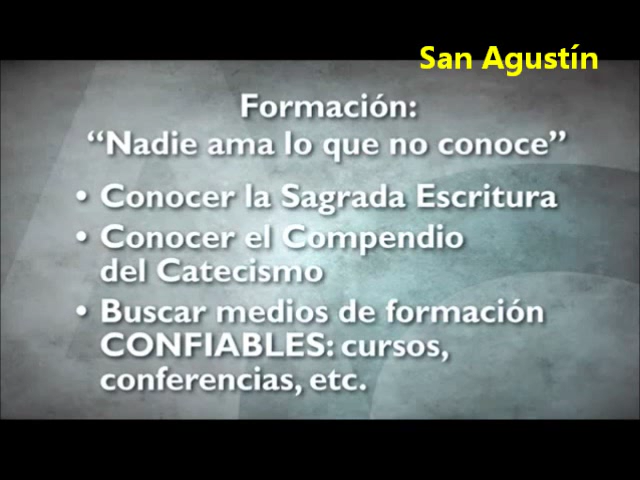 San Agustín
Formación:
“Nadie ama lo que no conoce”
• Conocer la Sagrada Escritura
• Conocer el Compendio
del Catecismo
• Buscar medios de formación
CONFIABLES: cursos,
conferencias, etc.